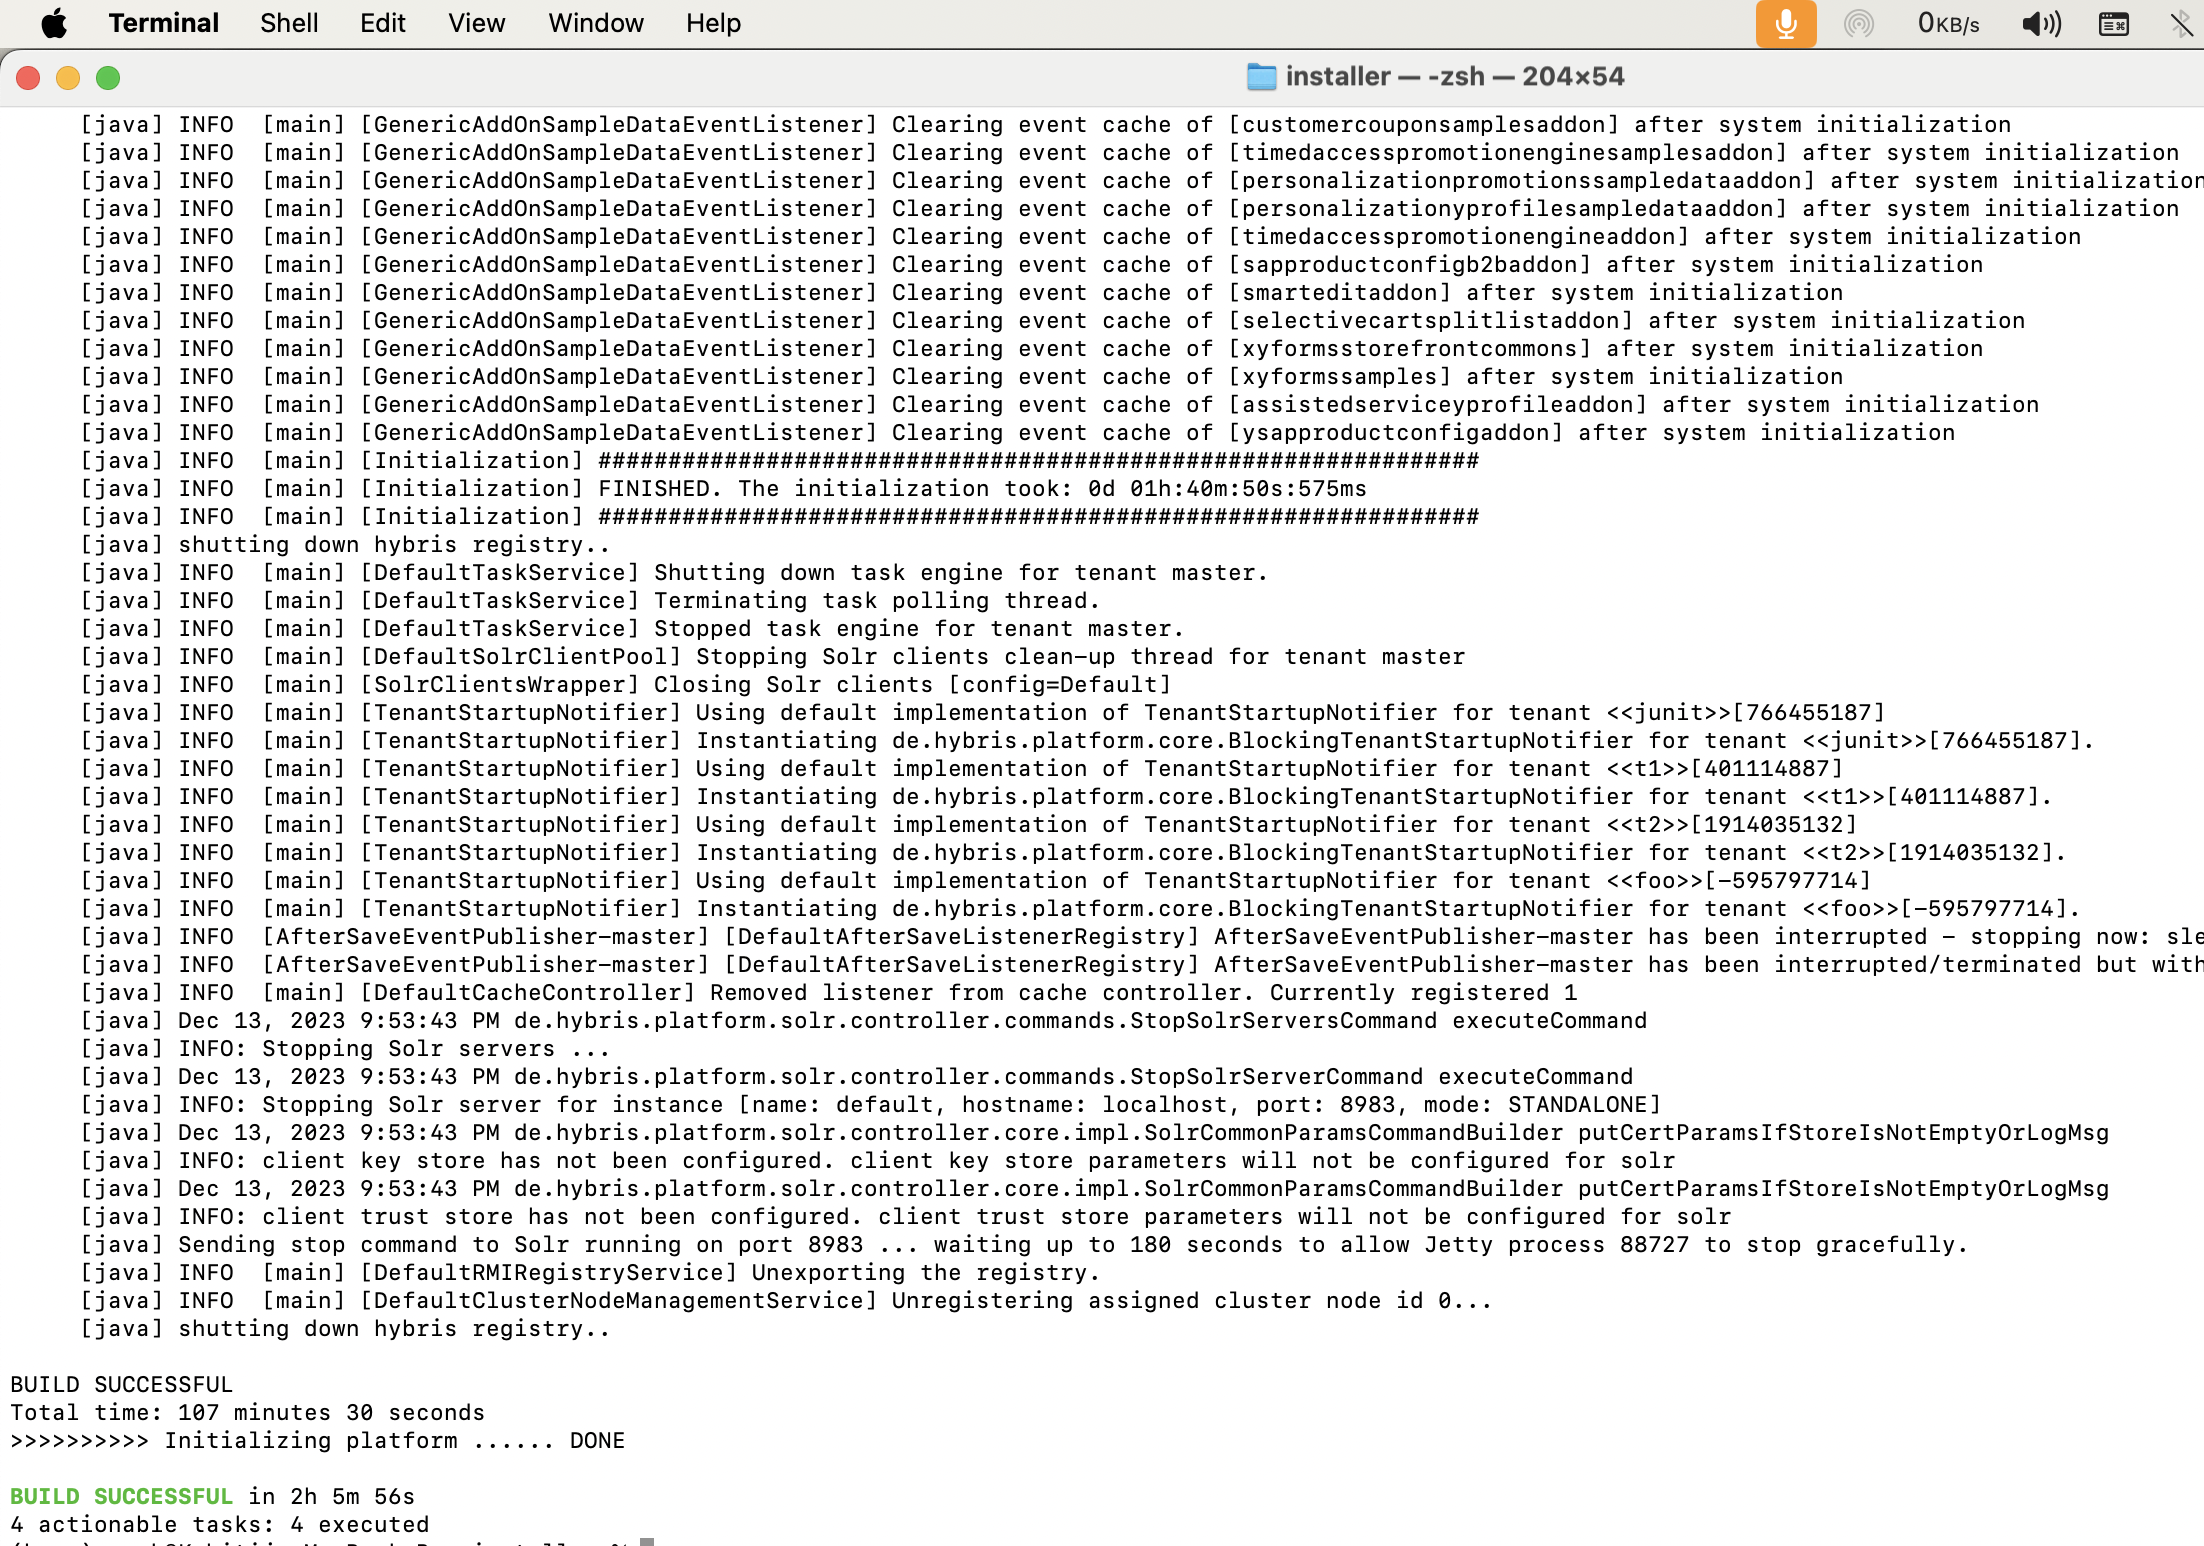 Terminal Shell Edit View Window Help 0KB/s
installer — -zsh — 204×54
[java] INFO  [main] [GenericAddOnSampleDataEventListener] Clearing event cache of [customercouponsamplesaddon] after system initialization
[java] INFO  [main] [GenericAddOnSampleDataEventListener] Clearing event cache of [timedaccesspromotionenginesamplesaddon] after system initialization
[java] INFO  [main] [GenericAddOnSampleDataEventListener] Clearing event cache of [personalizationpromotionssampledataaddon] after system initialization
[java] INFO  [main] [GenericAddOnSampleDataEventListener] Clearing event cache of [personalizationyprofilesampledataaddon] after system initialization
[java] INFO  [main] [GenericAddOnSampleDataEventListener] Clearing event cache of [timedaccesspromotionengineaddon] after system initialization
[java] INFO  [main] [GenericAddOnSampleDataEventListener] Clearing event cache of [sapproductconfigb2baddon] after system initialization
[java] INFO  [main] [GenericAddOnSampleDataEventListener] Clearing event cache of [smarteditaddon] after system initialization
[java] INFO  [main] [GenericAddOnSampleDataEventListener] Clearing event cache of [selectivecartsplitlistaddon] after system initialization
[java] INFO  [main] [GenericAddOnSampleDataEventListener] Clearing event cache of [xyformsstorefrontcommons] after system initialization
[java] INFO  [main] [GenericAddOnSampleDataEventListener] Clearing event cache of [xyformssamples] after system initialization
[java] INFO  [main] [GenericAddOnSampleDataEventListener] Clearing event cache of [assistedserviceyprofileaddon] after system initialization
[java] INFO  [main] [GenericAddOnSampleDataEventListener] Clearing event cache of [ysapproductconfigaddon] after system initialization
[java] INFO  [main] [Initialization] ###############################################################
[java] INFO  [main] [Initialization] FINISHED. The initialization took: 0d 01h:40m:50s:575ms
[java] INFO  [main] [Initialization] ###############################################################
[java] shutting down hybris registry..
[java] INFO  [main] [DefaultTaskService] Shutting down task engine for tenant master.
[java] INFO  [main] [DefaultTaskService] Terminating task polling thread.
[java] INFO  [main] [DefaultTaskService] Stopped task engine for tenant master.
[java] INFO  [main] [DefaultSolrClientPool] Stopping Solr clients clean-up thread for tenant master
[java] INFO  [main] [SolrClientsWrapper] Closing Solr clients [config=Default]
[java] INFO  [main] [TenantStartupNotifier] Using default implementation of TenantStartupNotifier for tenant <<junit>>[766455187]
[java] INFO  [main] [TenantStartupNotifier] Instantiating de.hybris.platform.core.BlockingTenantStartupNotifier for tenant <<junit>>[766455187].
[java] INFO  [main] [TenantStartupNotifier] Using default implementation of TenantStartupNotifier for tenant <<t1>>[401114887]
[java] INFO  [main] [TenantStartupNotifier] Instantiating de.hybris.platform.core.BlockingTenantStartupNotifier for tenant <<t1>>[401114887].
[java] INFO  [main] [TenantStartupNotifier] Using default implementation of TenantStartupNotifier for tenant <<t2>>[1914035132]
[java] INFO  [main] [TenantStartupNotifier] Instantiating de.hybris.platform.core.BlockingTenantStartupNotifier for tenant <<t2>>[1914035132].
[java] INFO  [main] [TenantStartupNotifier] Using default implementation of TenantStartupNotifier for tenant <<foo>>[-595797714]
[java] INFO  [main] [TenantStartupNotifier] Instantiating de.hybris.platform.core.BlockingTenantStartupNotifier for tenant <<foo>>[-595797714].
[java] INFO  [AfterSaveEventPublisher-master] [DefaultAfterSaveListenerRegistry] AfterSaveEventPublisher-master has been interrupted - stopping now: sle
[java] INFO  [AfterSaveEventPublisher-master] [DefaultAfterSaveListenerRegistry] AfterSaveEventPublisher-master has been interrupted/terminated but with
[java] INFO  [main] [DefaultCacheController] Removed listener from cache controller. Currently registered 1
[java] Dec 13, 2023 9:53:43 PM de.hybris.platform.solr.controller.commands.StopSolrServersCommand executeCommand
[java] INFO: Stopping Solr servers ...
[java] Dec 13, 2023 9:53:43 PM de.hybris.platform.solr.controller.commands.StopSolrServerCommand executeCommand
[java] INFO: Stopping Solr server for instance [name: default, hostname: localhost, port: 8983, mode: STANDALONE]
[java] Dec 13, 2023 9:53:43 PM de.hybris.platform.solr.controller.core.impl.SolrCommonParamsCommandBuilder putCertParamsIfStoreIsNotEmptyOrLogMsg
[java] INFO: client key store has not been configured. client key store parameters will not be configured for solr
[java] Dec 13, 2023 9:53:43 PM de.hybris.platform.solr.controller.core.impl.SolrCommonParamsCommandBuilder putCertParamsIfStoreIsNotEmptyOrLogMsg
[java] INFO: client trust store has not been configured. client trust store parameters will not be configured for solr
[java] Sending stop command to Solr running on port 8983 ... waiting up to 180 seconds to allow Jetty process 88727 to stop gracefully.
[java] INFO  [main] [DefaultRMIRegistryService] Unexporting the registry.
[java] INFO  [main] [DefaultClusterNodeManagementService] Unregistering assigned cluster node id 0...
[java] shutting down hybris registry..
BUILD SUCCESSFUL
Total time: 107 minutes 30 seconds
>>>>>>>>>> Initializing platform ...... DONE
BUILD SUCCESSFUL in 2h 5m 56s
4 actionable tasks: 4 executed